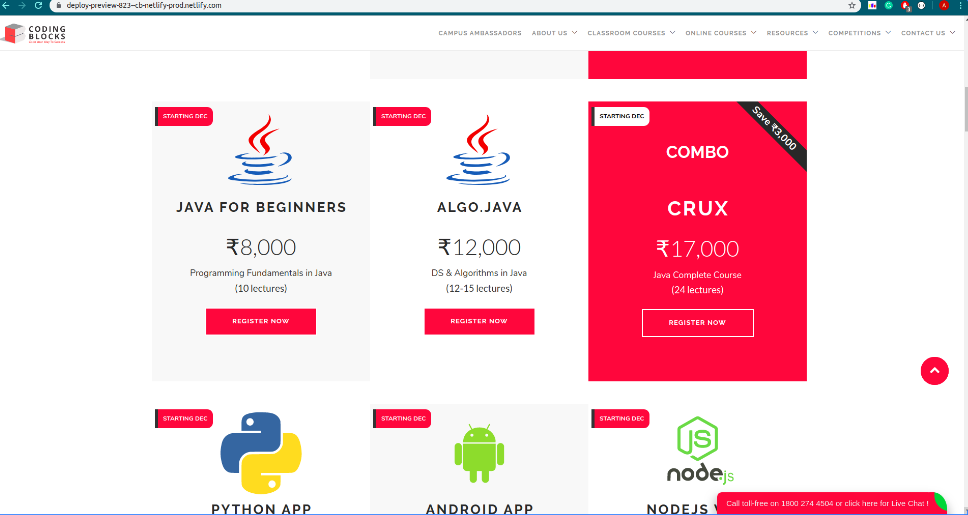 deploy-preview-823--cb-netlify-prod.netlify.com
CODING
BLOCKS
CAMPUS AMBASSADORS ABOUT US CLASSROOM COURSES ONLINE COURSES RESOURCES COMPETITIONS CONTACT US
STARTING DEC
JAVA FOR BEGINNERS
₹8,000
Programming Fundamentals in Java
(10 lectures)
REGISTER NOW
STARTING DEC
ALGO.JAVA
₹12,000
DS & Algorithms in Java
(12-15 lectures)
REGISTER NOW
STARTING DEC
Save ₹3,000
COMBO
CRUX
₹17,000
Java Complete Course
(24 lectures)
REGISTER NOW
STARTING DEC
PYTHON APP
STARTING DEC
ANDROID APP
STARTING DEC
JS
node.js
NODEJS
Call toll-free on 1800 274 4504 or click here for Live Chat !